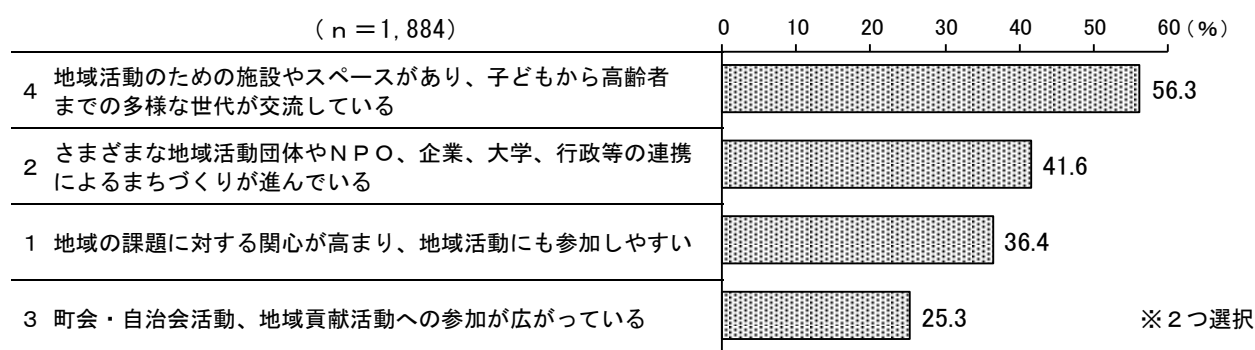 （ｎ＝1,884）
0 10 20 30 40 50 60（％）
4 地域活動のための施設やスペースがあり、子どもから高齢者
までの多様な世代が交流している
56.3
2 さまざまな地域活動団体やＮＰＯ、企業、大学、行政等の連携
によるまちづくりが進んでいる
41.6
1 地域の課題に対する関心が高まり、地域活動にも参加しやすい
36.4
3 町会・自治会活動、地域貢献活動への参加が広がっている
25.3
※２つ選択